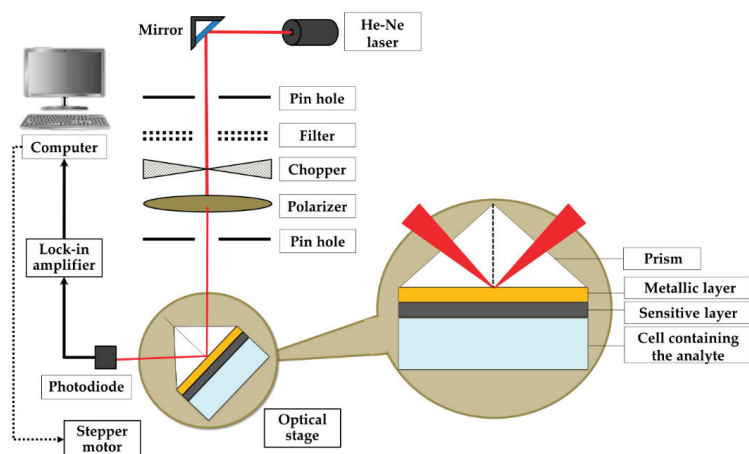 Mirror
He-Ne
laser
Pin hole
Filter
Computer
Chopper
Polarizer
Pin hole
Lock-in
amplifier
Prism
Metallic layer
Sensitive layer
Cell containing
the analyte
Photodiode
Optical
stage
Stepper
motor